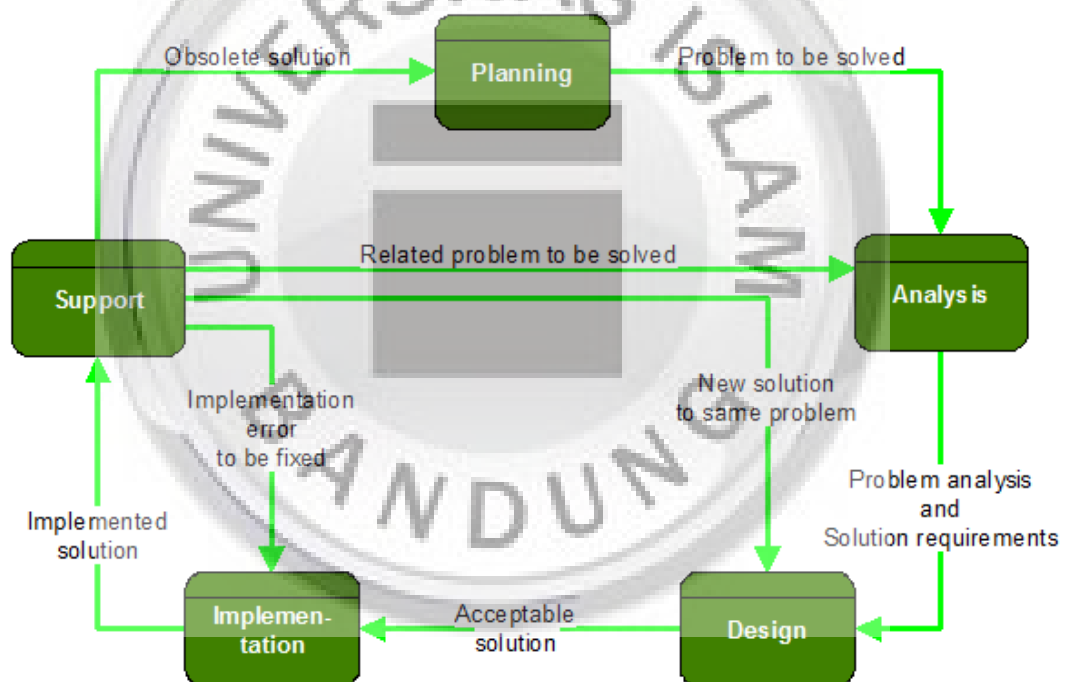 UNIVERSITAS ISLAM
Obsolete solution
Planning
Problem to be solved
Related problem to be solved
Support
Analysis
New solution
to same problem
Implementation
error
to be fixed
Problem analysis
and
Solution requirements
Implemented
solution
Implemen-
tation
Acceptable
solution
Design
BANDUNG